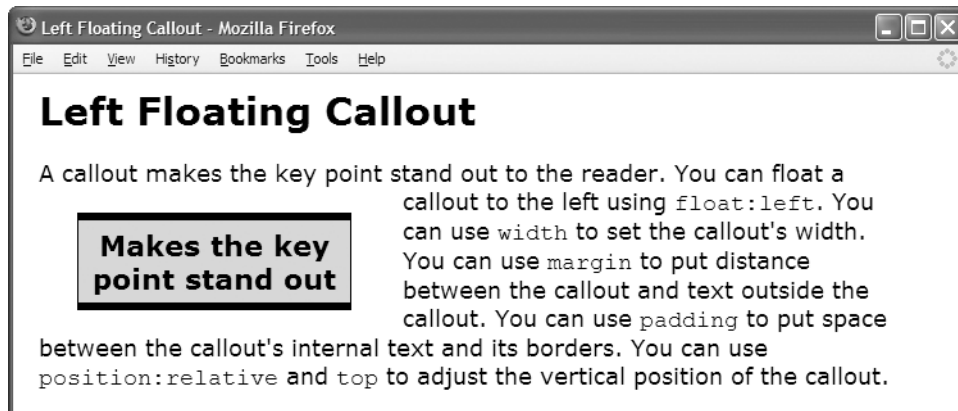 Left Floating Callout - Mozilla Firefox
File Edit View History Bookmarks Tools Help
Left Floating Callout
A callout makes the key point stand out to the reader. You can float a
callout to the left using float:left. You
can use width to set the callout's width.
You can use margin to put distance
between the callout and text outside the
callout. You can use padding to put space
Makes the key
point stand out
between the callout's internal text and its borders. You can use
position:relative and top to adjust the vertical position of the callout.